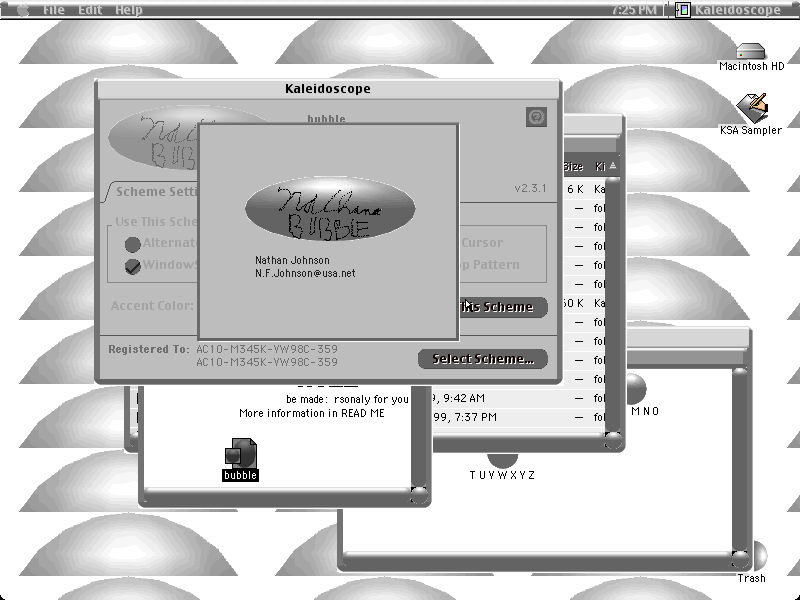 File Edit Help 7:25 PM Kaleidoscope
Macintosh HD
KSA Sampler
Kaleidoscope
bubble
BUBBLE
v2.3.1
Scheme Setti
Use This Sche
Alternat
Window
Cursor
Pattern
Accent Color:
his Scheme
Registered To: AC10-M345K-YW98C-359
AC10-M345K-YW98C-359
Select Scheme...
BUBBLE
Nathan Johnson
N.F.Johnson@usa.net
Size Ki
6 K Ka
— fol
— fol
— fol
— fol
— fol
60 K Ka
— fol
— fol
— fol
— fol
9, 9:42 AM — fol
99, 7:37 PM — fol
be made: rsonaly for you
More information in READ ME
bubble
M N O
T U Y W X Y Z
Trash